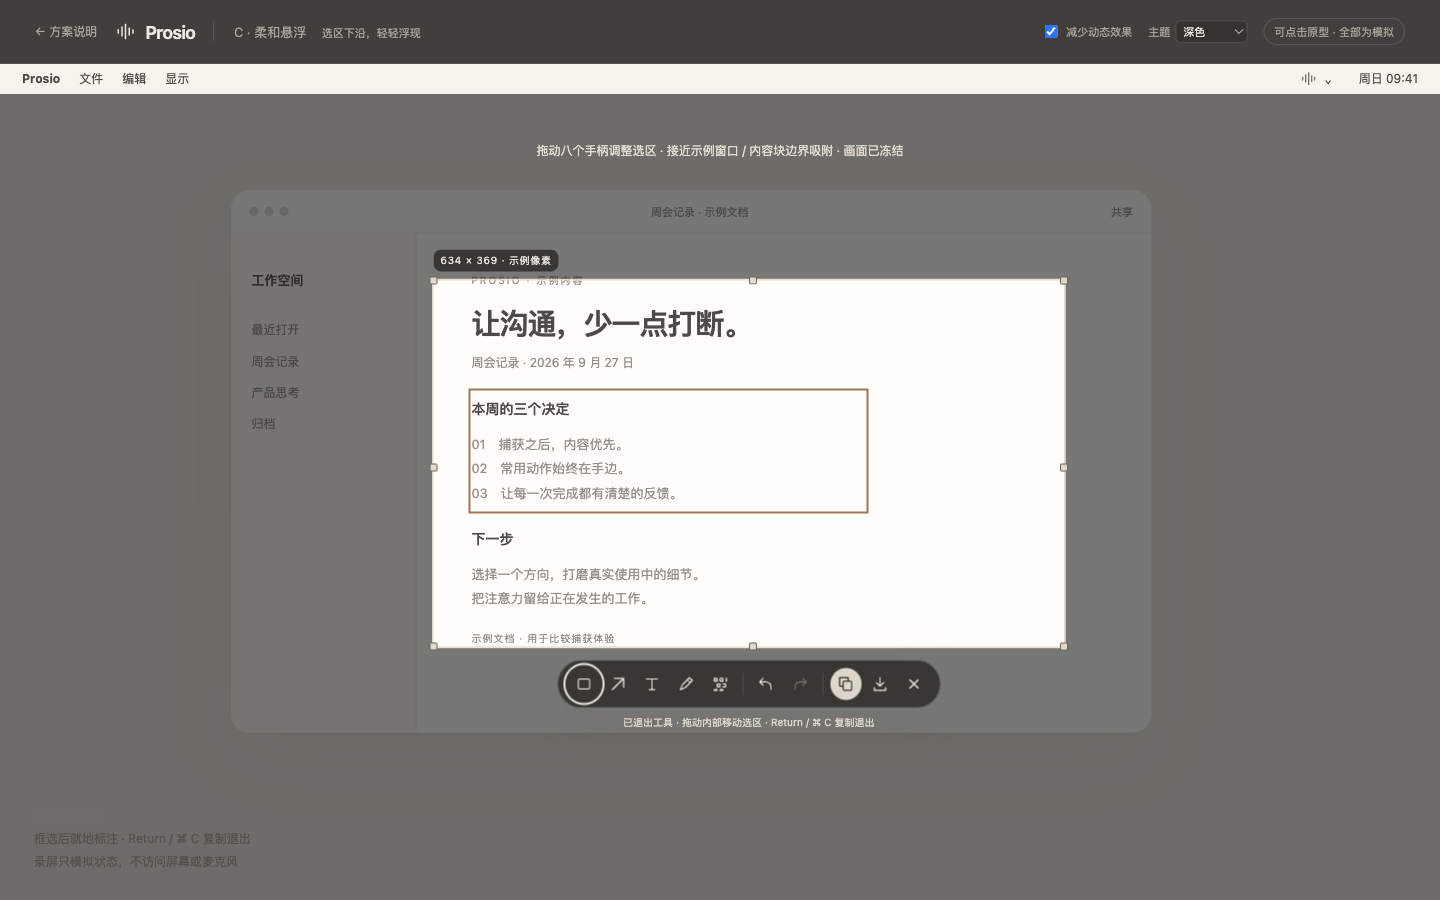 ← 方案说明 Prosio C · 柔和悬浮 选区下沿，轻轻浮现 减少动态效果 主题 深色 可点击原型 · 全部为模拟
Prosio 文件 编辑 显示 周日 09:41
拖动八个手柄调整选区 · 接近示例窗口 / 内容块边界吸附 · 画面已冻结
周会记录 · 示例文档 共享
634 × 369 · 示例像素
工作空间
最近打开
周会记录
产品思考
归档
PROSIO · 示例内容
让沟通，少一点打断。
周会记录 · 2026 年 9 月 27 日
本周的三个决定
01 捕获之后，内容优先。
02 常用动作始终在手边。
03 让每一次完成都有清楚的反馈。
下一步
选择一个方向，打磨真实使用中的细节。
把注意力留给正在发生的工作。
示例文档 · 用于比较捕获体验
已退出工具 · 拖动内部移动选区 · Return / ⌘ C 复制退出
框选后就地标注 · Return / ⌘ C 复制退出
录屏只模拟状态，不访问屏幕或麦克风